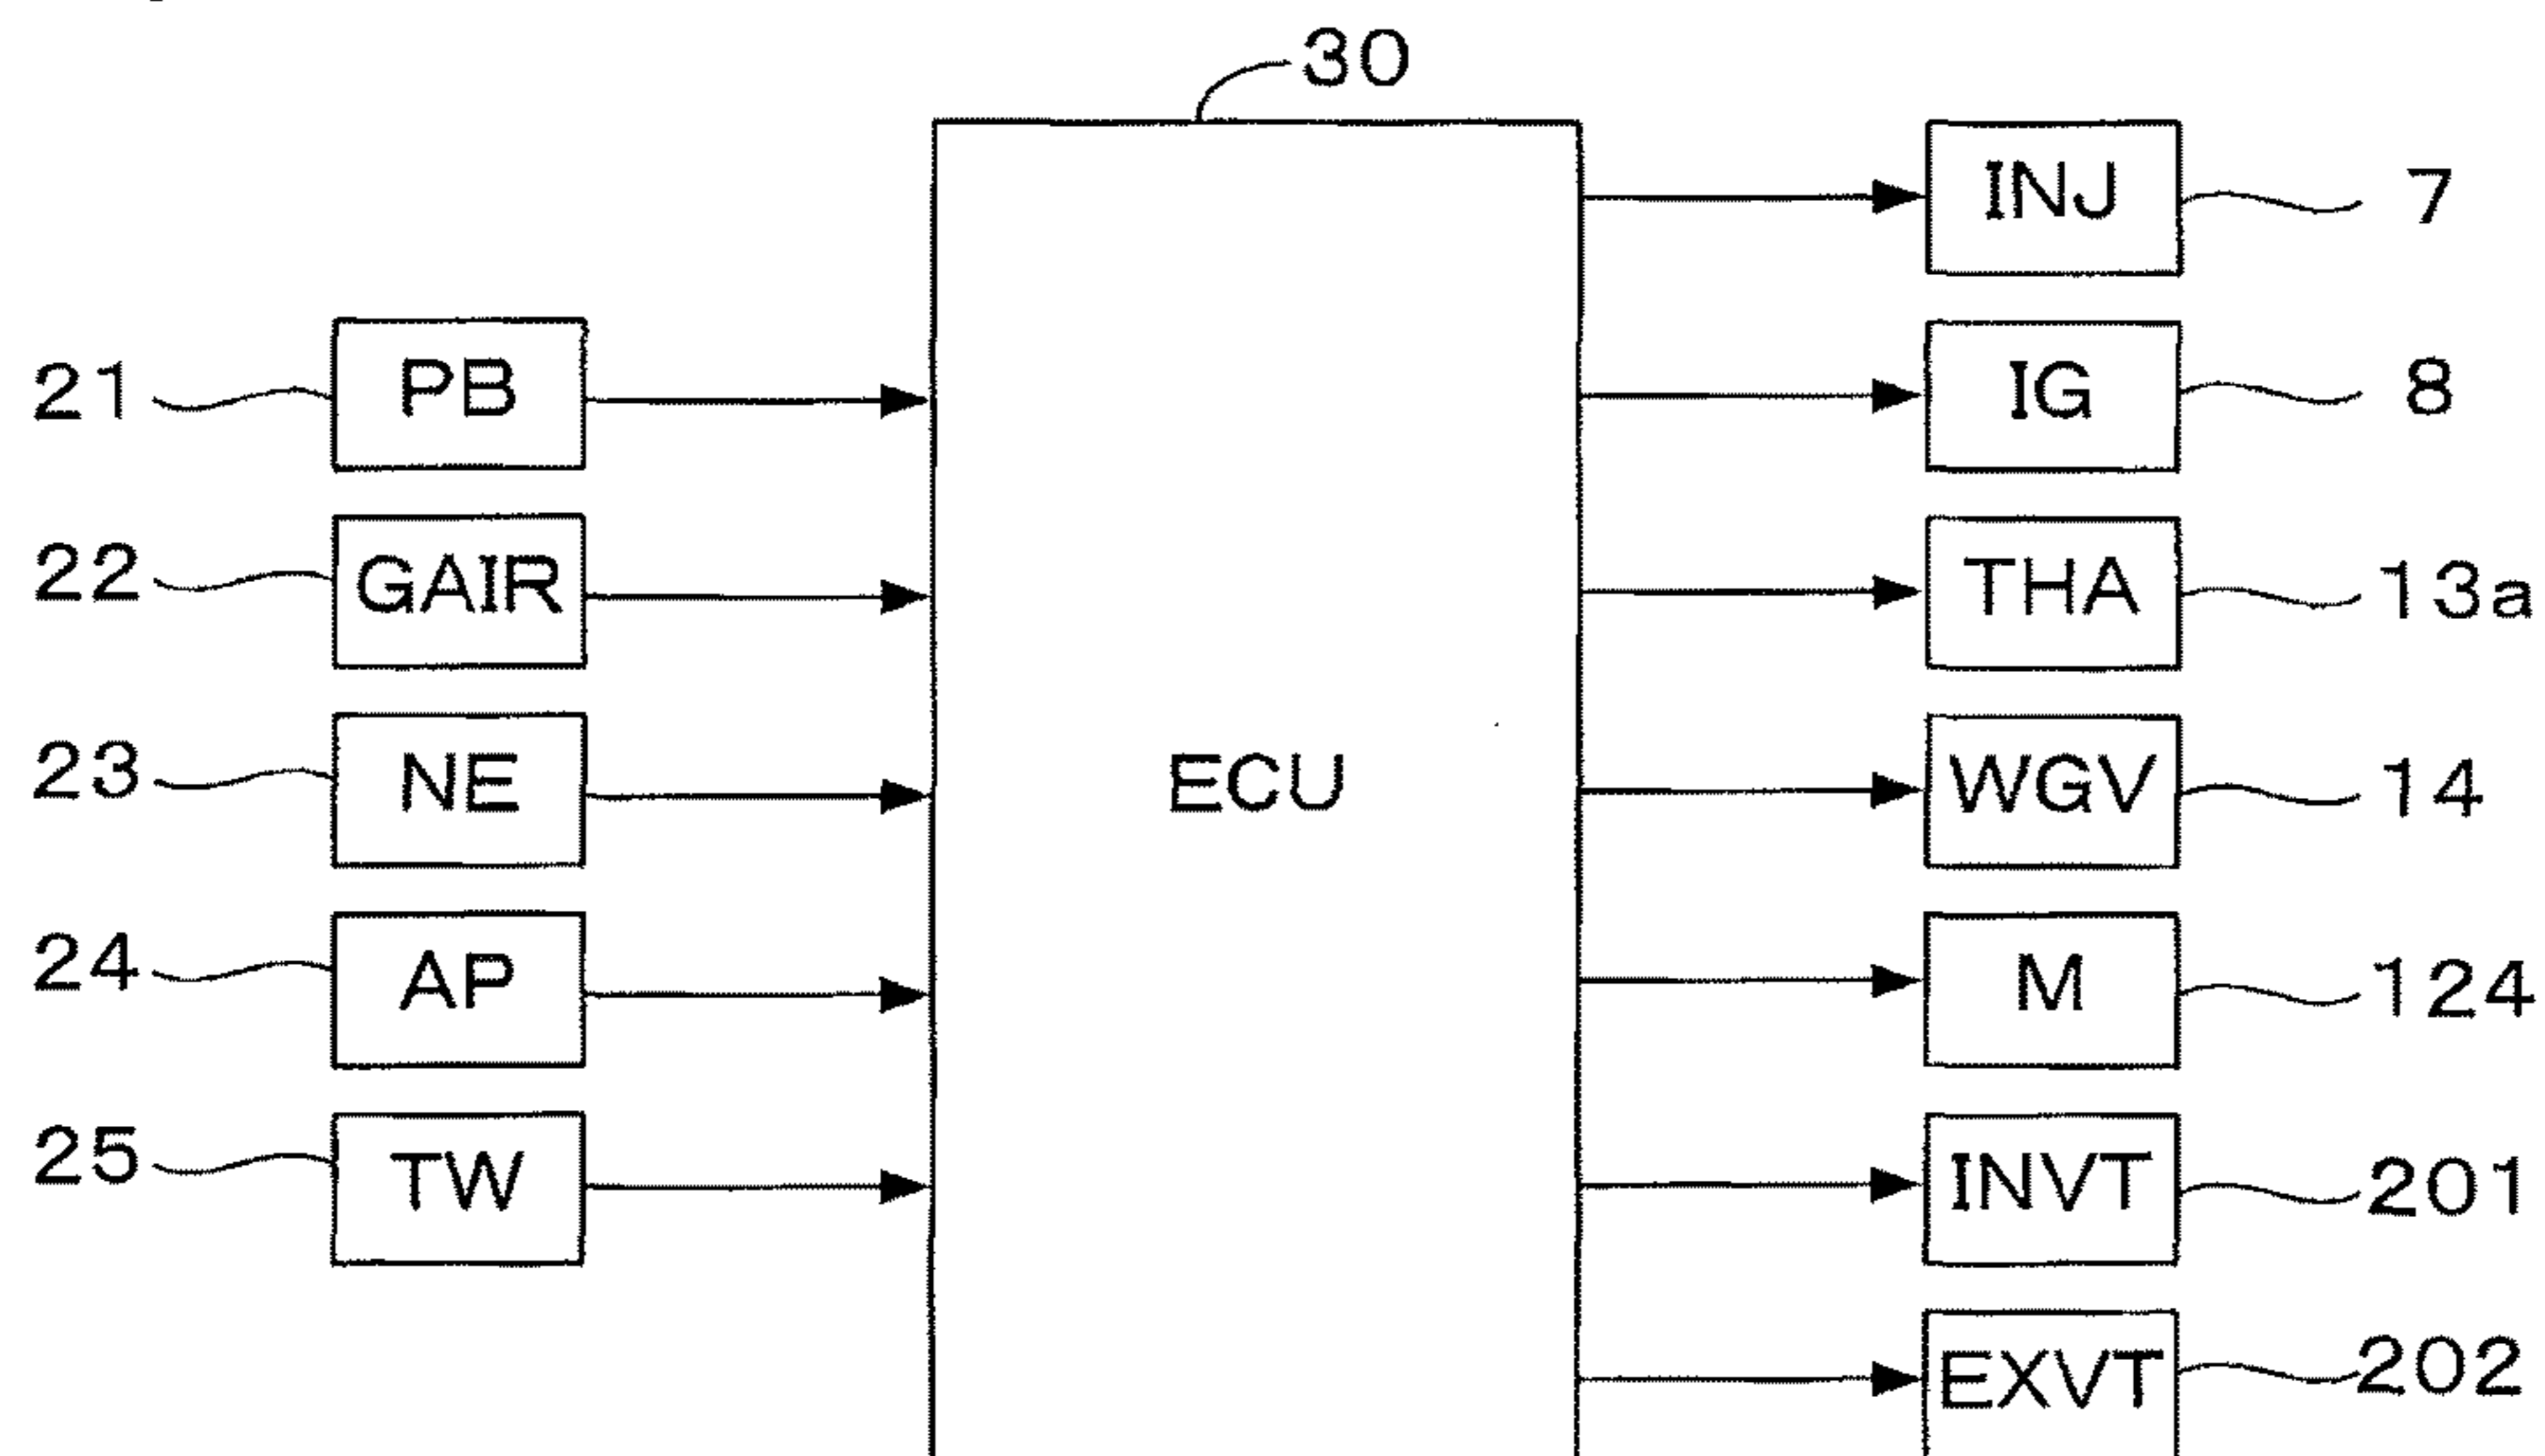 30
INJ 7
21 PB IG 8
22 GAIR THA 13a
23 NE ECU WGV 14
24 AP M 124
25 TW INVT 201
EXVT 202